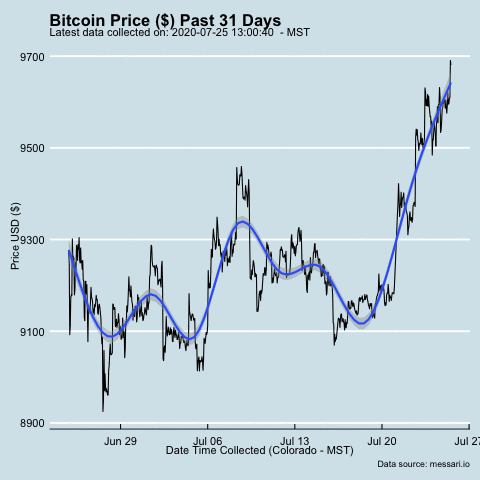 Bitcoin Price ($) Past 31 Days
Latest data collected on: 2020-07-25 13:00:40  - MST
9700
9500
9300
9100
8900
Price USD ($)
Jun 29 Jul 06 Jul 13 Jul 20 Jul 27
Date Time Collected (Colorado - MST)
Data source: messari.io